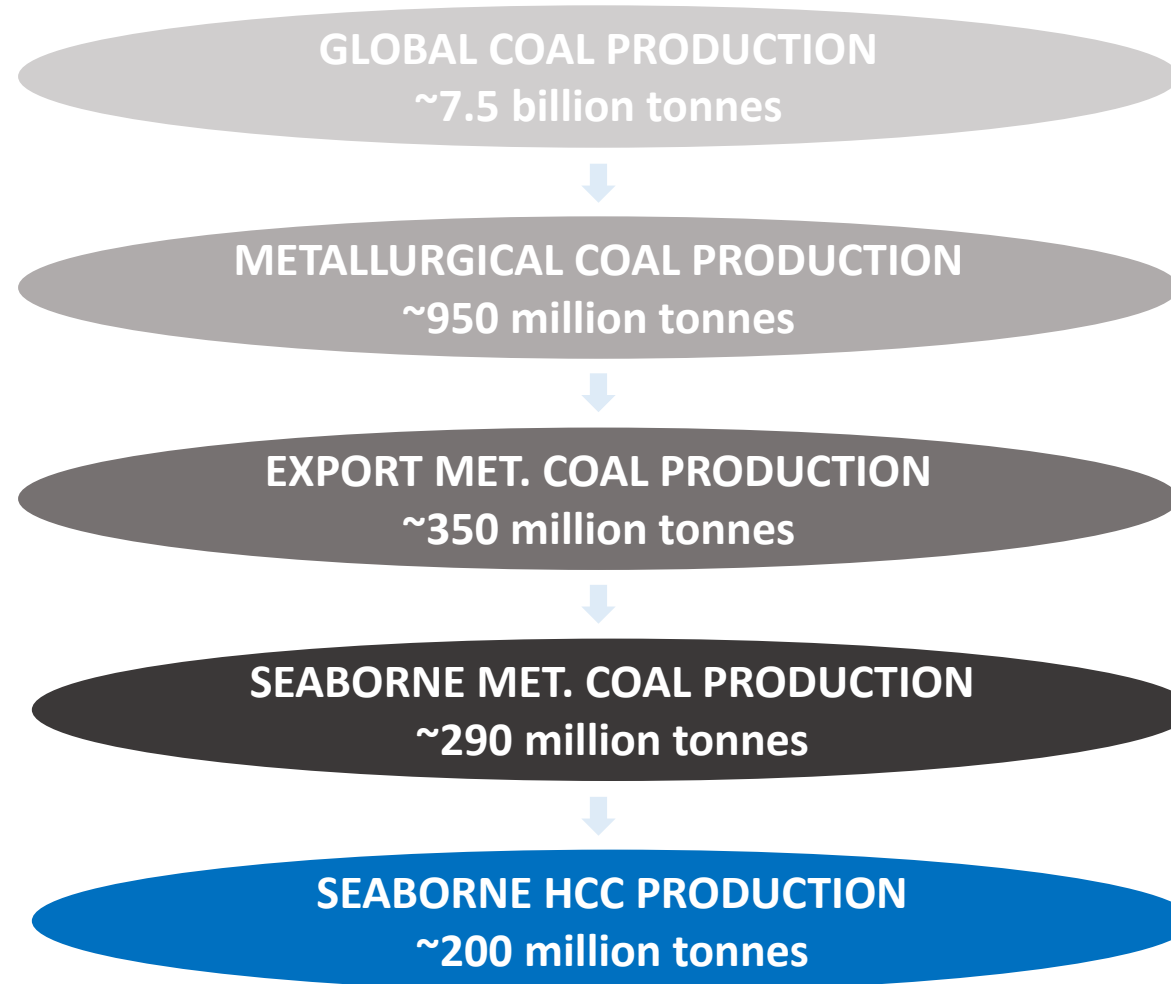 GLOBAL COAL PRODUCTION
~7.5 billion tonnes
METALLURGICAL COAL PRODUCTION
~950 million tonnes
EXPORT MET. COAL PRODUCTION
~350 million tonnes
SEABORNE MET. COAL PRODUCTION
~290 million tonnes
SEABORNE HCC PRODUCTION
~200 million tonnes